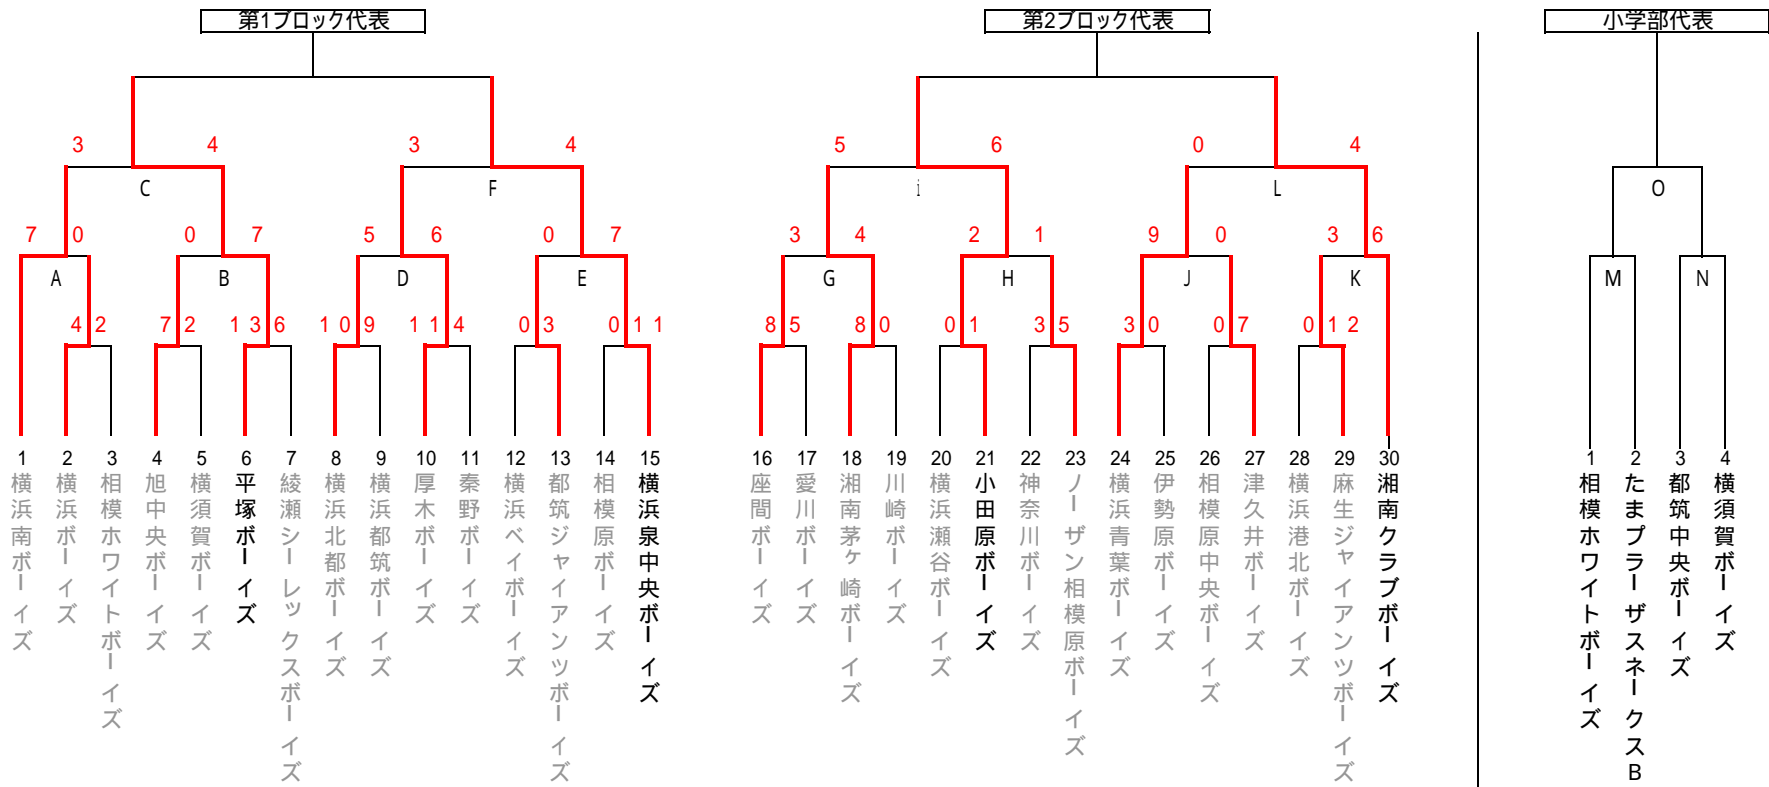 第1ブロック代表
第2ブロック代表
小学部代表
3 4 3 4 5 6 0 4
C F i L O
7 0 0 7 5 6 0 7 3 4 2 1 9 0 3 6
A B D E G H J K M N
4 2 7 2 1 3 6 1 0 9 1 1 4 0 3 0 1 1 8 5 8 0 0 1 3 5 3 0 0 7 0 1 2
1 横浜南ボーイズ
2 横浜ボーイズ
3 相模ホワイトボーイズ
4 旭中央ボーイズ
5 横須賀ボーイズ
6 平塚ボーイズ
7 綾瀬シーレックスボーイズ
8 横浜北都ボーイズ
9 横浜都筑ボーイズ
10 厚木ボーイズ
11 秦野ボーイズ
12 横浜ベイボーイズ
13 都筑ジャイアンツボーイズ
14 相模原ボーイズ
15 横浜泉中央ボーイズ
16 座間ボーイズ
17 愛川ボーイズ
18 湘南茅ヶ崎ボーイズ
19 川崎ボーイズ
20 横浜瀬谷ボーイズ
21 小田原ボーイズ
22 神奈川ボーイズ
23 ノーザン相模原ボーイズ
24 横浜青葉ボーイズ
25 伊勢原ボーイズ
26 相模原中央ボーイズ
27 津久井ボーイズ
28 横浜港北ボーイズ
29 麻生ジャイアンツボーイズ
30 湘南クラブボーイズ
1 相模ホワイトボーイズ
2 たまプラーザスネークスB
3 都筑中央ボーイズ
4 横須賀ボーイズ